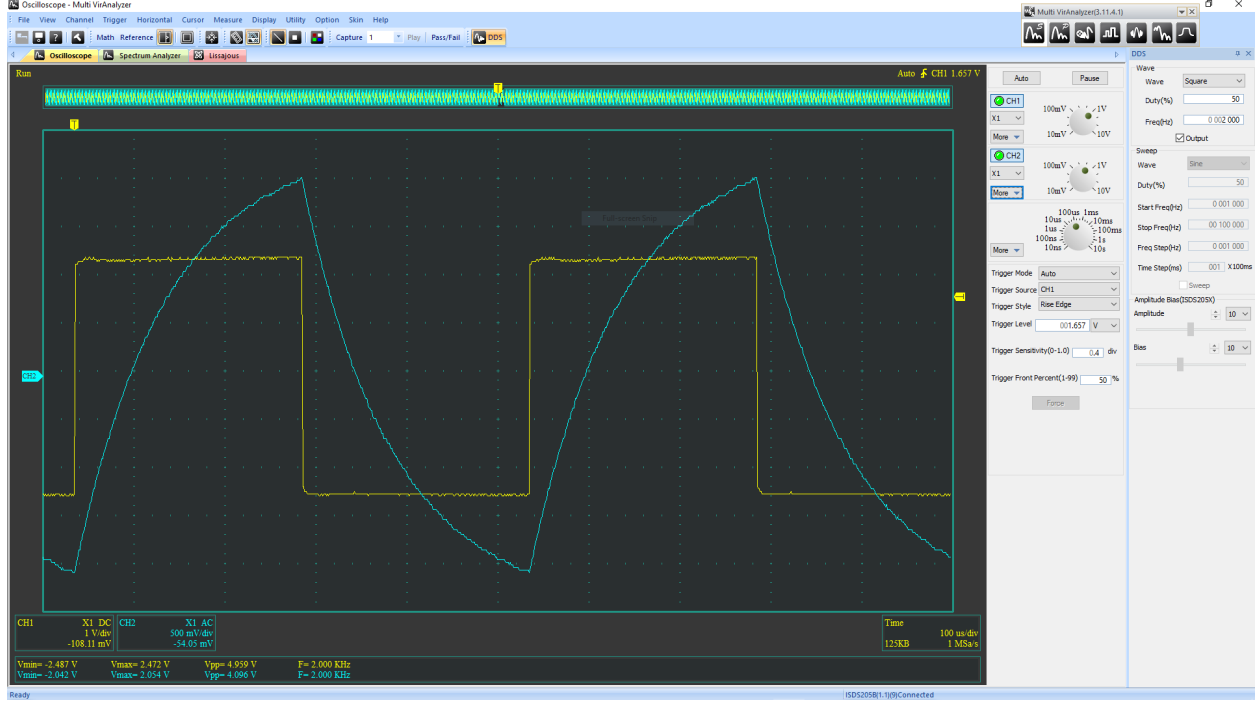 Oscilloscope - Multi VirAnalyzer
File View Channel Trigger Horizontal Cursor Measure Display Utility Option Skin Help
Math Reference Capture 1 Play Pass/Fail DDS
Oscilloscope Spectrum Analyzer Lissajous
Run
Auto CH1 1.657 V
T
T
CH2
CH1 X1 DC
1 V/div
-108.11 mV
CH2 X1 AC
500 mV/div
-54.05 mV
Time
100 us/div
125KB 1 MSa/s
Vmin= -2.487 V Vmax= 2.472 V Vpp= 4.959 V F= 2.000 KHz
Vmin= -2.042 V Vmax= 2.054 V Vpp= 4.096 V F= 2.000 KHz
Ready
ISDS205B(1.1)(9)Connected
Multi VirAnalyzer(3.11.4.1)
Auto Pause
CH1
X1
More
100mV 1V
10mV 10V
CH2
X1
More
100mV 1V
10mV 10V
100us 1ms
10us 10ms
1us 100ms
100ns 1s
10ns 10s
More
Trigger Mode Auto
Trigger Source CH1
Trigger Style Rise Edge
Trigger Level 001.657 V
Trigger Sensitivity(0-1.0) 0.4 div
Trigger Front Percent(1-99) 50 %
Force
DDS
Wave
Wave Square
Duty(%) 50
Freq(Hz) 0 002 000
Output
Sweep
Wave Sine
Duty(%) 50
Start Freq(Hz) 0 001 000
Stop Freq(Hz) 00 100 000
Freq Step(Hz) 0 001 000
Time Step(ms) 001 X100ms
Sweep
Amplitude Bias(ISDS205X)
Amplitude 10
Bias 10